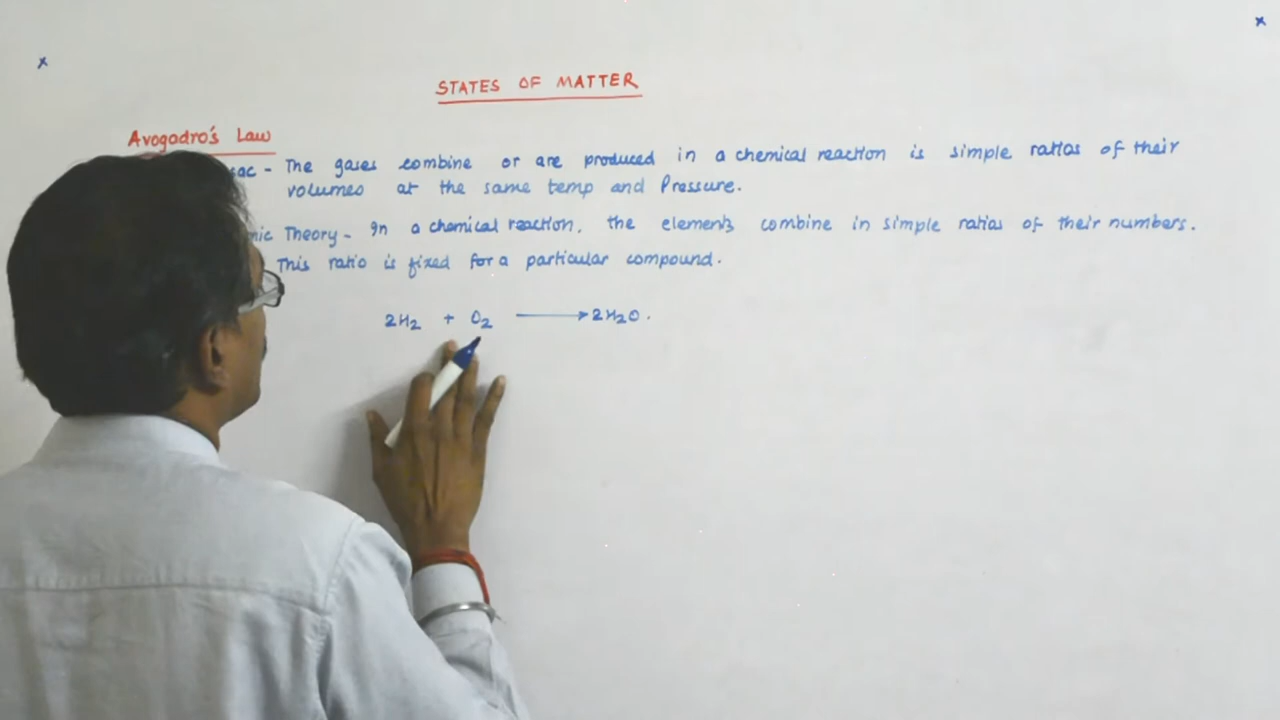 STATES OF MATTER
Avogodro's Law
- The gases combine or are produced in a chemical reaction is simple ratios of their
volumes at the same temp and Pressure.
Theory - In a chemical reaction, the elements combine in simple ratios of their numbers.
This ratio is fixed for a particular compound.
2H₂ + O₂ ⟶ 2H₂O.